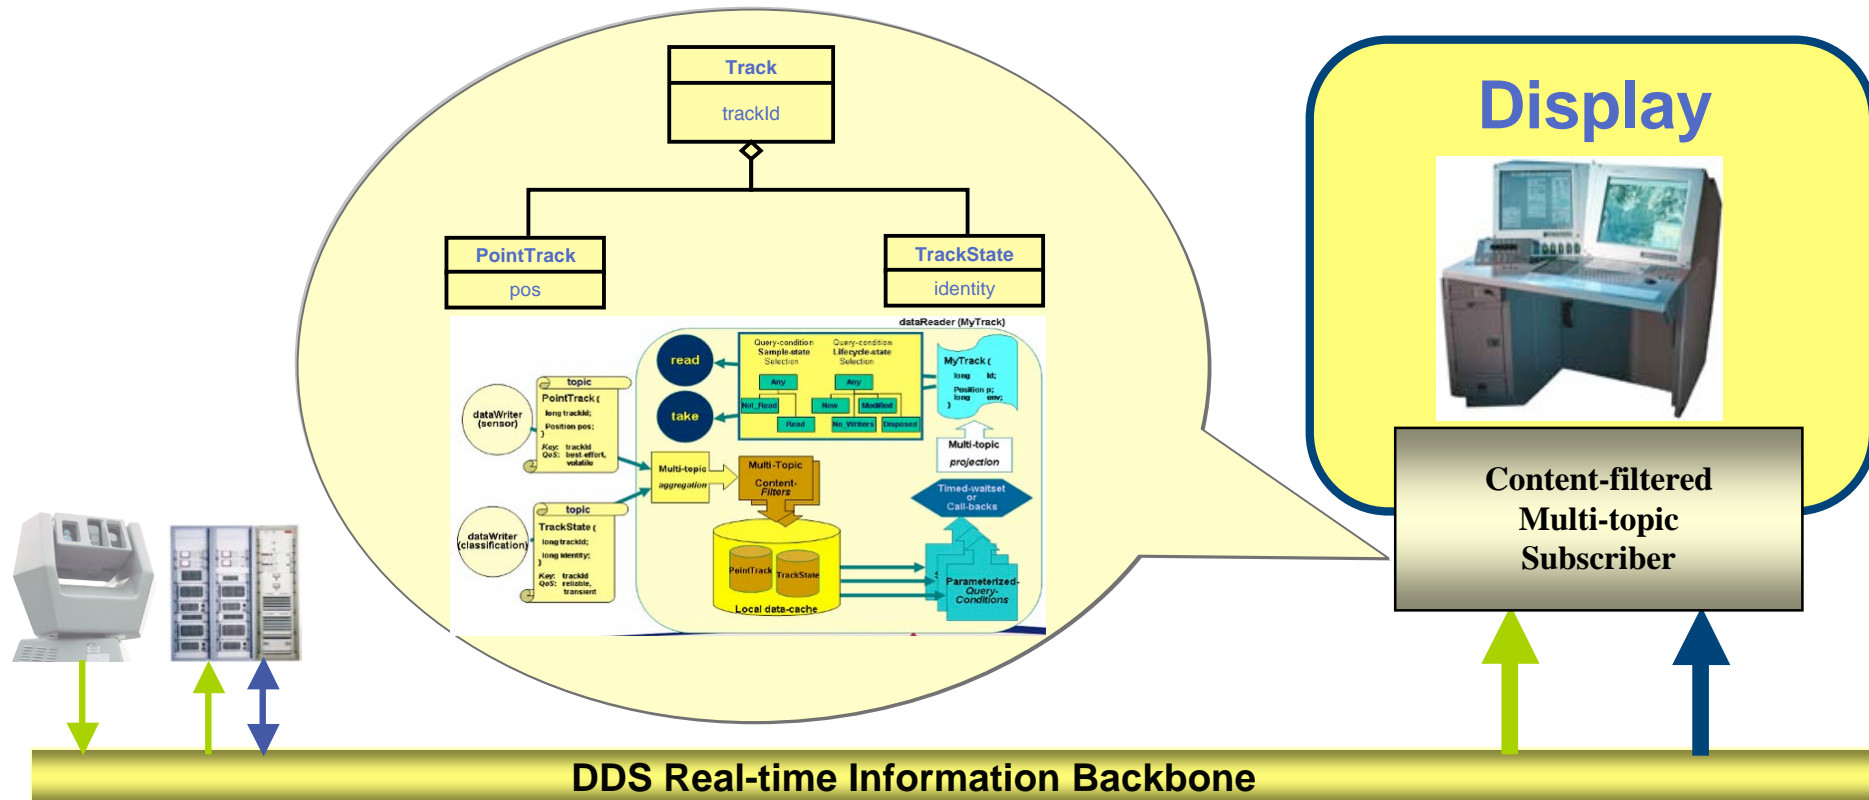 Track
trackId
PointTrack
pos
TrackState
identity
dataReader (MyTrack)
read
take
Query-condition
Sample-state
Selection
Any
Not_Read
Read
Query-condition
Lifecycle-state
Selection
Any
New
Modified
No_Writers
Disposed
MyTrack {
long Id;
Position p;
long env;
}
dataWriter
(sensor)
topic
PointTrack {
long trackId;
Position pos;
}
Key: trackId
QoS: best-effort,
volatile
Multi-topic
aggregation
Multi-Topic
Content-
Filters
Multi-topic
projection
Timed-waitset
or
Call-backs
dataWriter
(classification)
topic
TrackState {
long trackId;
long identity;
}
Key: trackId
QoS: reliable,
transient
PointTrack
TrackState
Local data-cache
Parameterized-
Query-
Conditions
Display
Content-filtered
Multi-topic
Subscriber
DDS Real-time Information Backbone